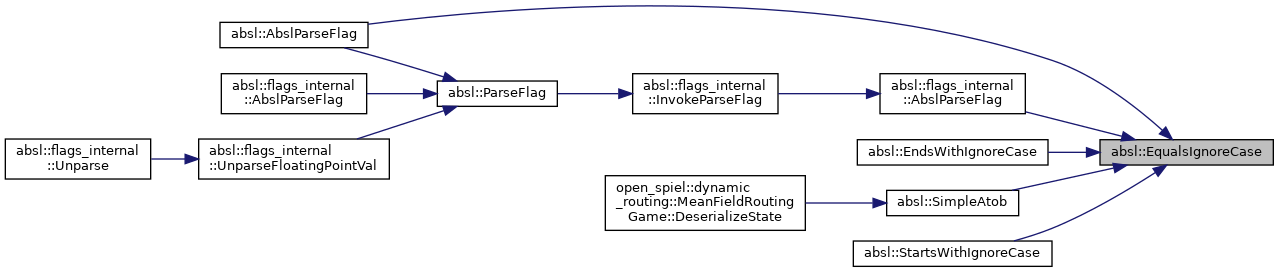 absl::AbslParseFlag
absl::flags_internal
::AbslParseFlag
absl::ParseFlag
absl::flags_internal
::InvokeParseFlag
absl::flags_internal
::AbslParseFlag
absl::flags_internal
::Unparse
absl::flags_internal
::UnparseFloatingPointVal
absl::EndsWithIgnoreCase
absl::EqualsIgnoreCase
open_spiel::dynamic
_routing::MeanFieldRouting
Game::DeserializeState
absl::SimpleAtob
absl::StartsWithIgnoreCase